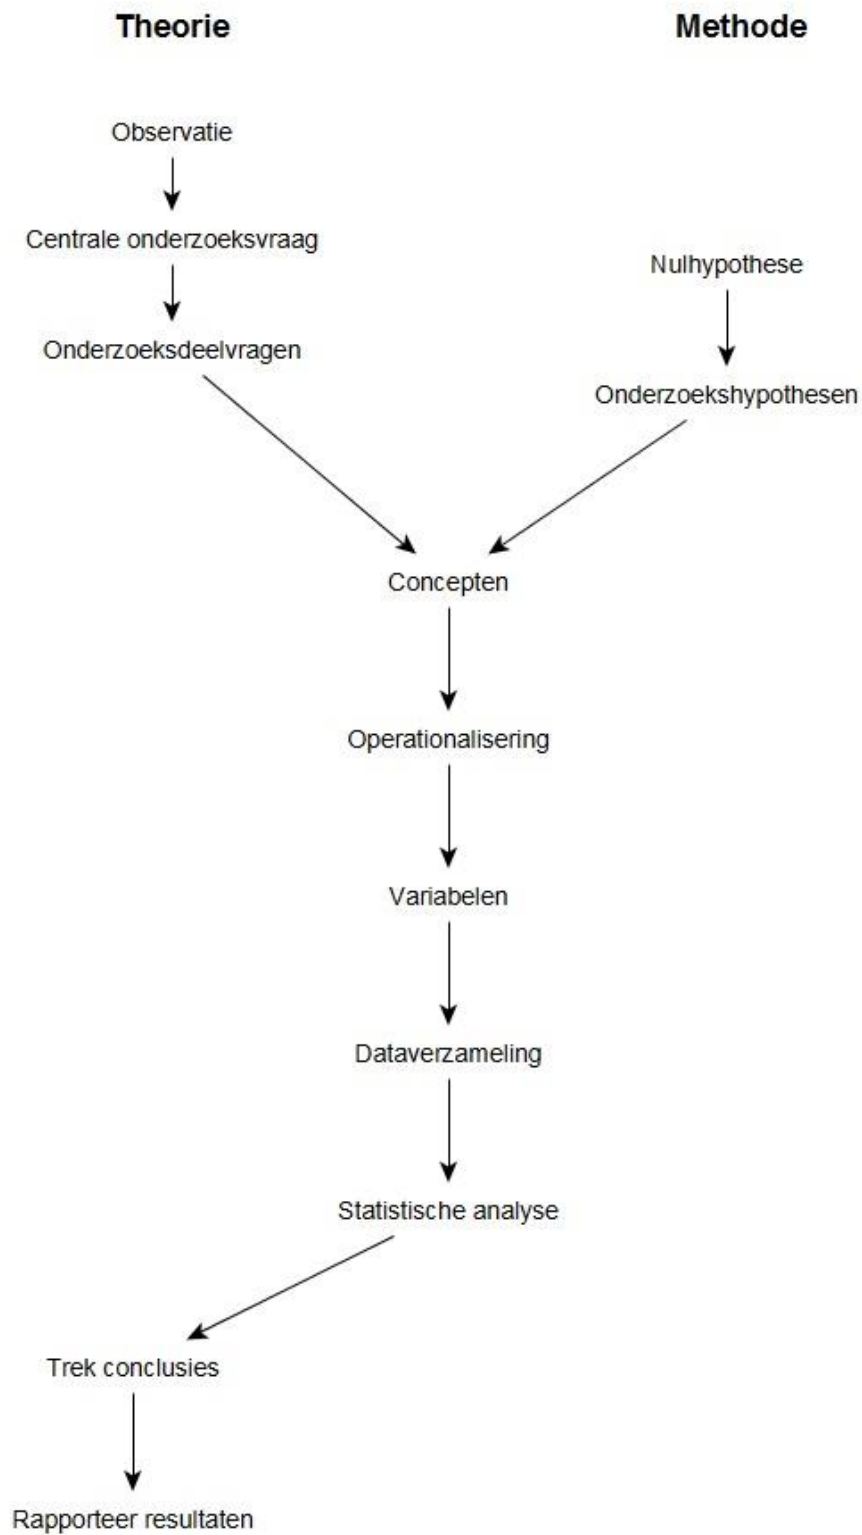 Theorie
Methode
Observatie
Centrale onderzoeksvraag
Nulhypothese
Onderzoeksdeelvragen
Onderzoekshypothesen
Concepten
Operationalisering
Variabelen
Dataverzameling
Statistische analyse
Trek conclusies
Rapporteer resultaten